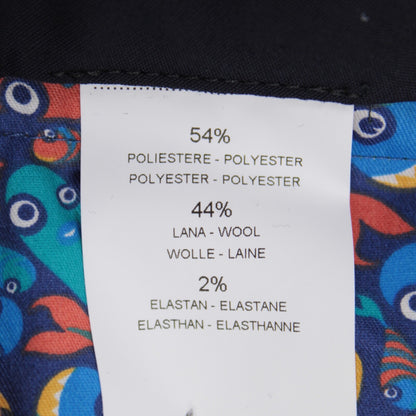 54%
POLIESTERE - POLYESTER
POLYESTER - POLYESTER
44%
LANA - WOOL
WOLLE - LAINE
2%
ELASTAN - ELASTANE
ELASTHAN - ELASTHANNE